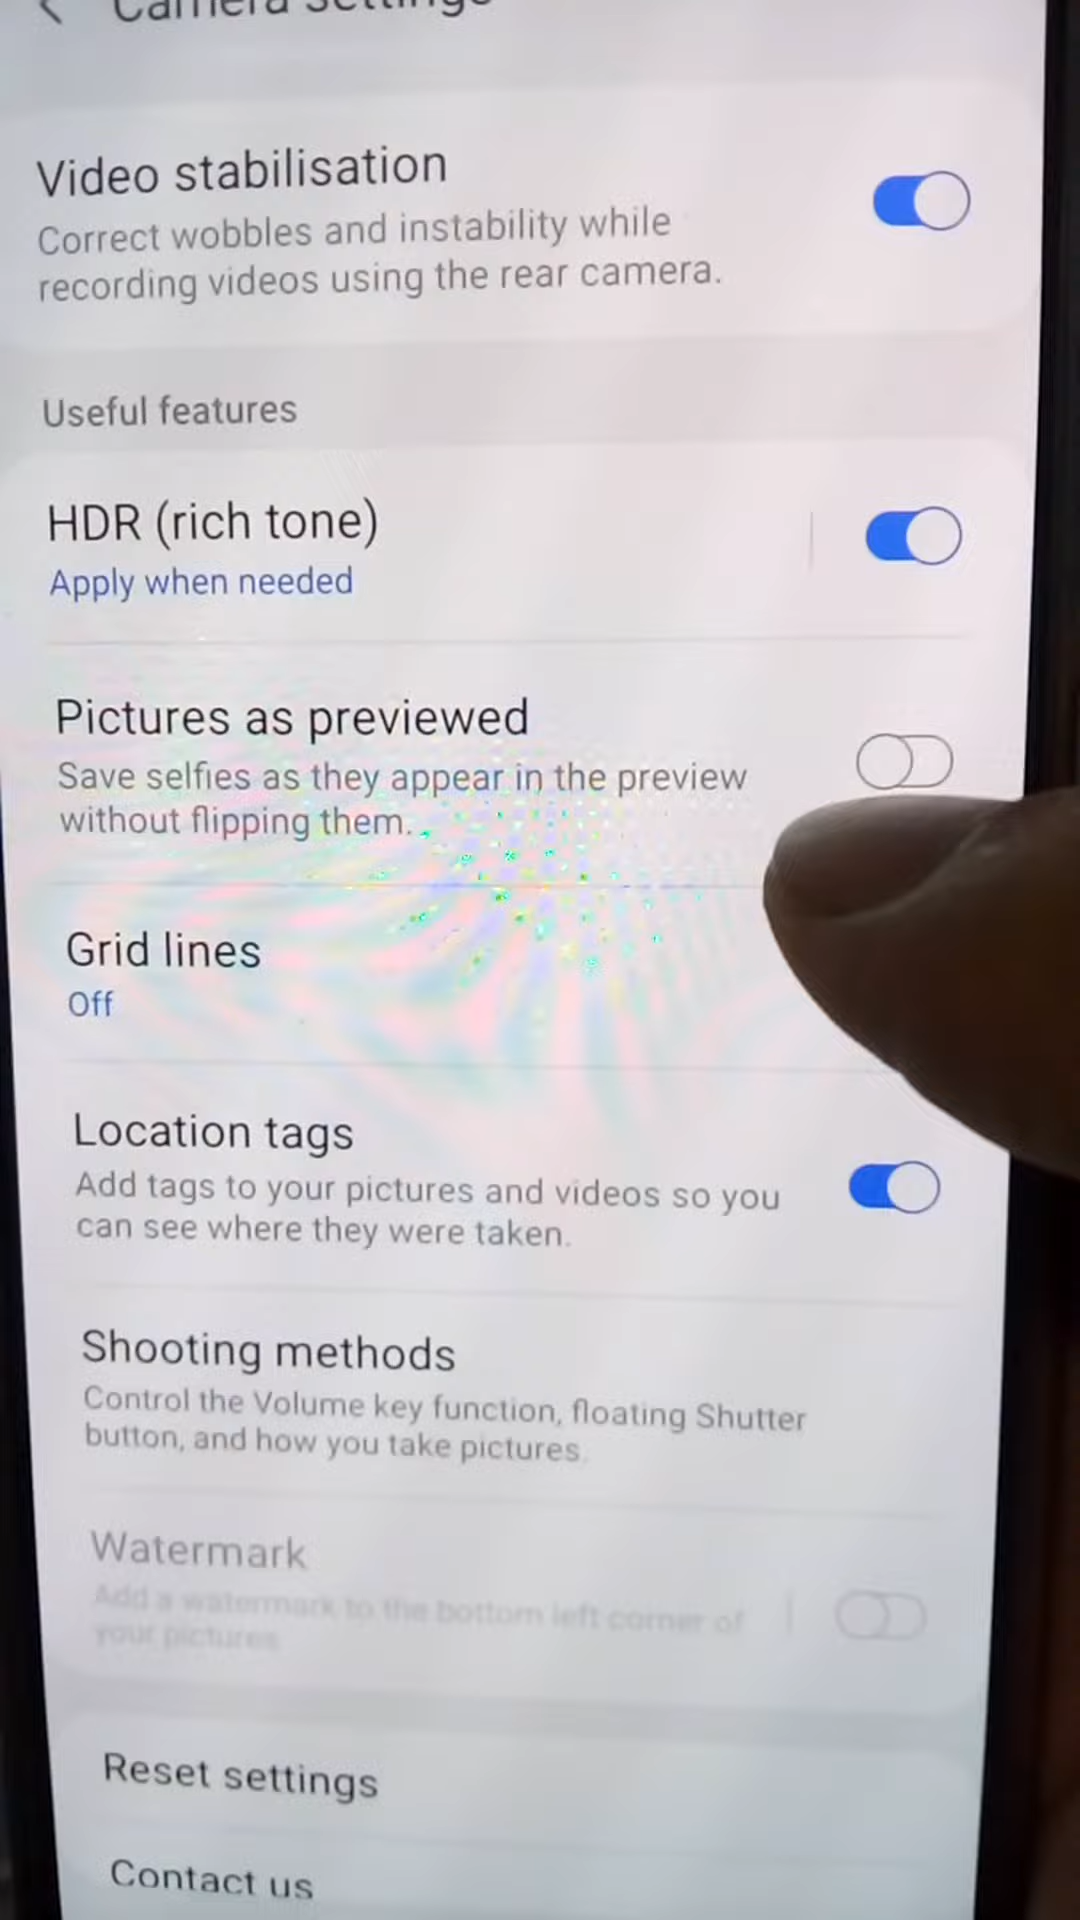 Camera settings
Video stabilisation
Correct wobbles and instability while
recording videos using the rear camera.
Useful features
HDR (rich tone)
Apply when needed
Pictures as previewed
Save selfies as they appear in the preview
without flipping them.
Grid lines
Off
Location tags
Add tags to your pictures and videos so you
can see where they were taken.
Shooting methods
Control the Volume key function, floating Shutter
button, and how you take pictures.
Watermark
Add a watermark to the bottom left corner of
your pictures
Reset settings
Contact us